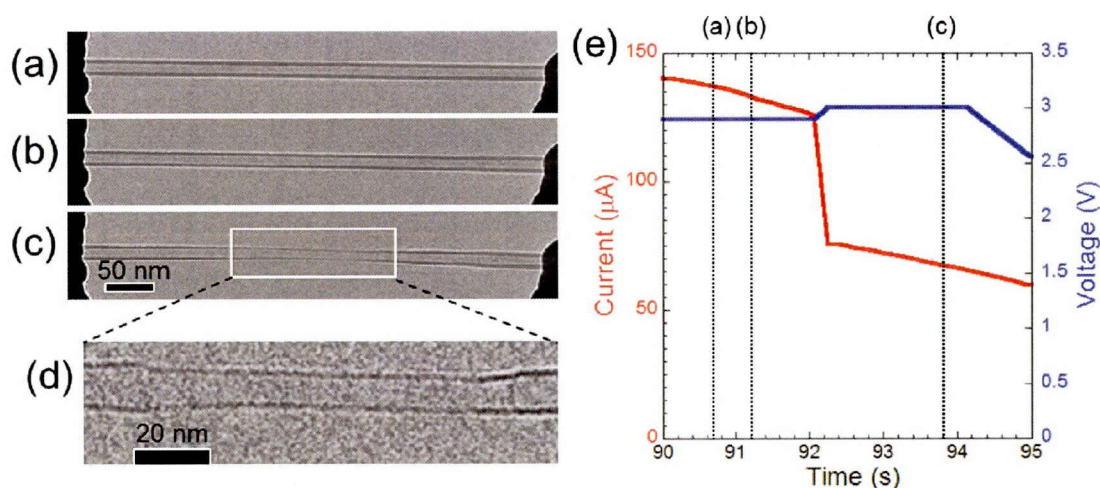 (a)
(b)
(c)
50 nm
(d)
20 nm
(e)
(a) (b) (c)
150
100
50
0
Current (μA)
3.5
3
2.5
2
1.5
1
0.5
0
Voltage (V)
90 91 92 93 94 95
Time (s)